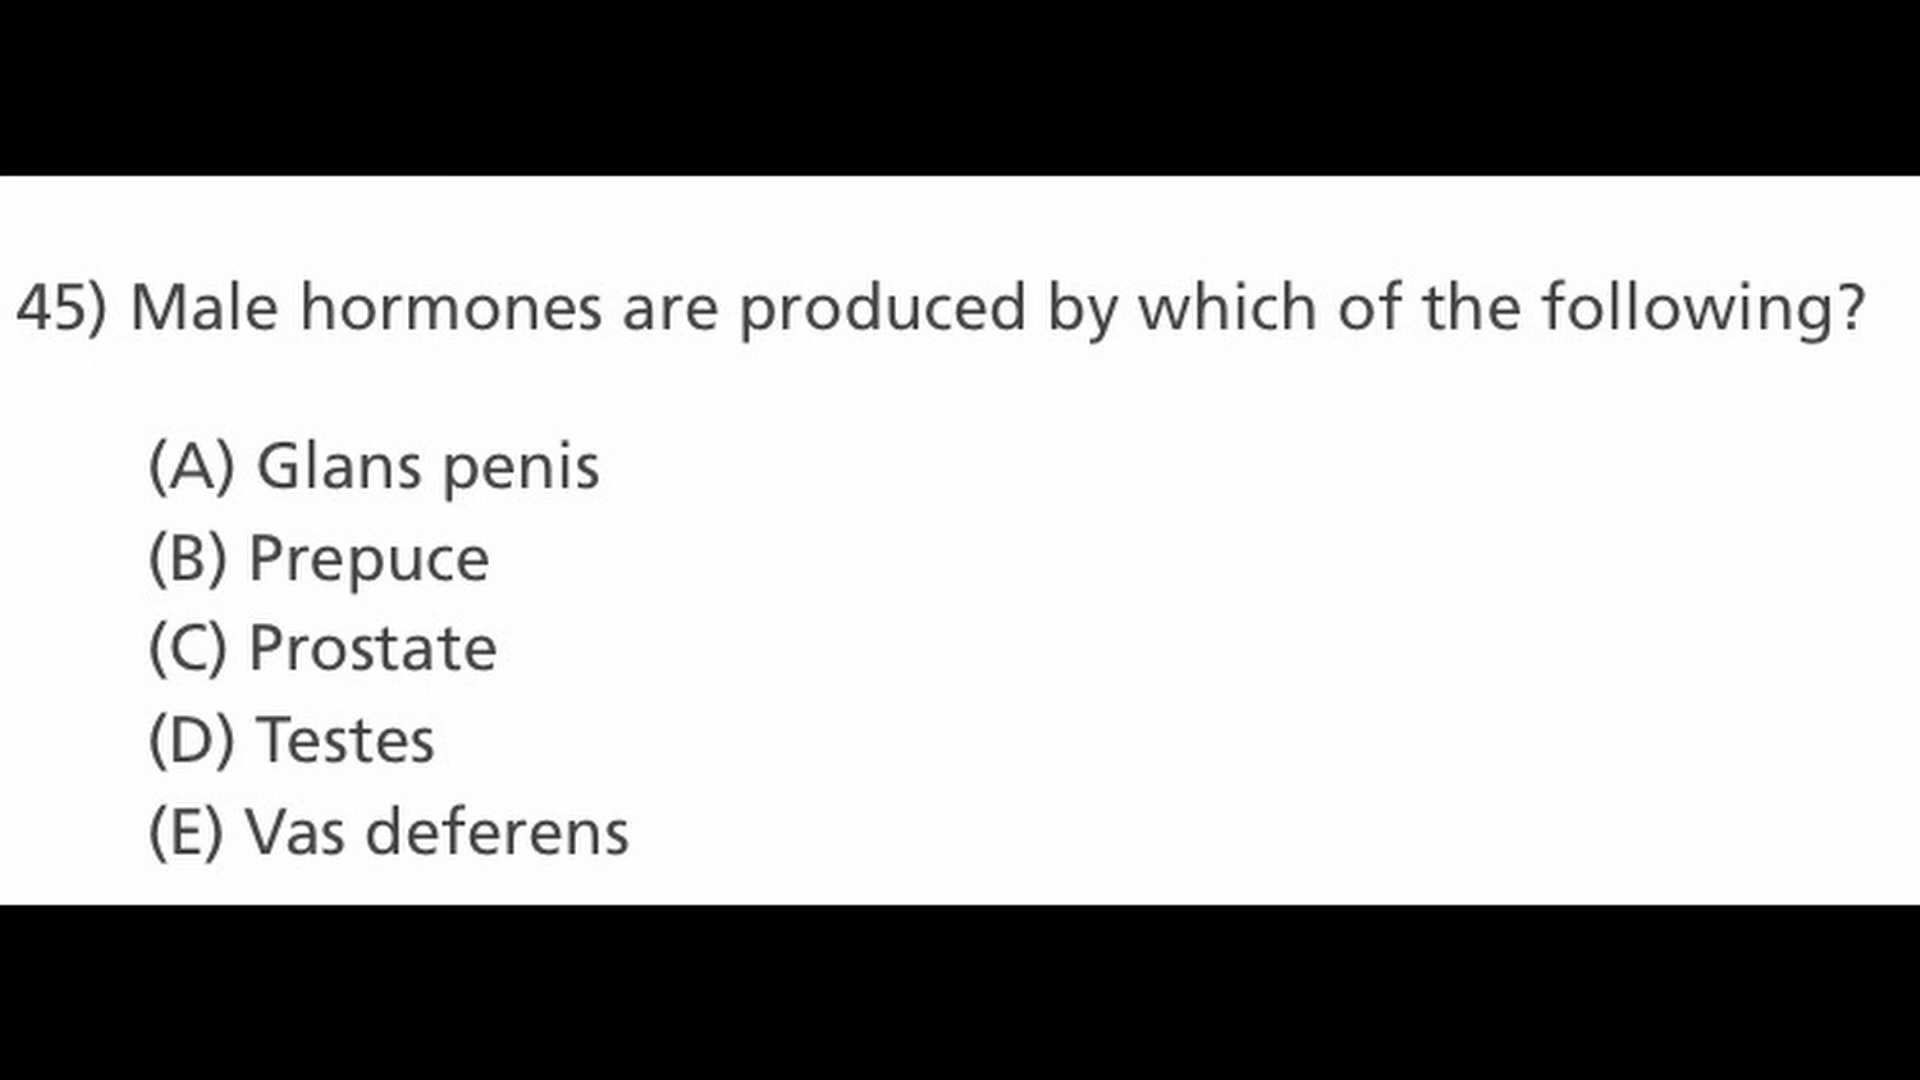 45) Male hormones are produced by which of the following?
(A) Glans penis
(B) Prepuce
(C) Prostate
(D) Testes
(E) Vas deferens